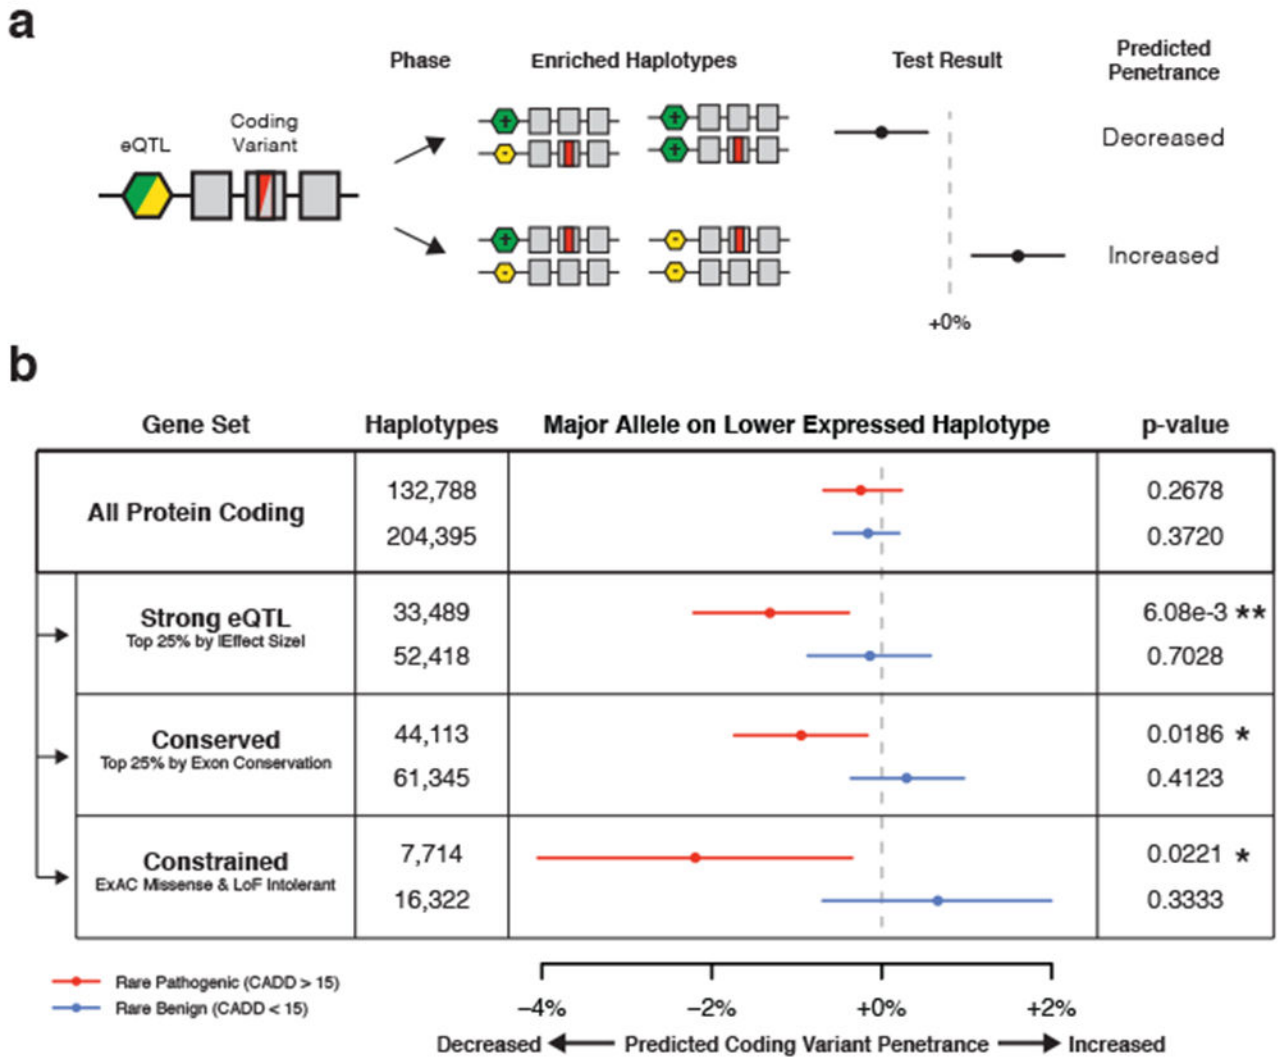 a
Phase
Enriched Haplotypes
Test Result
Predicted
Penetrance
eQTL
Coding
Variant
+
-
+
+
Decreased
+
-
-
-
Increased
+0%
b
Gene Set
Haplotypes
Major Allele on Lower Expressed Haplotype
p-value
All Protein Coding
132,788
0.2678
204,395
0.3720
Strong eQTL
Top 25% by |Effect Size|
33,489
6.08e-3 **
52,418
0.7028
Conserved
Top 25% by Exon Conservation
44,113
0.0186 *
61,345
0.4123
Constrained
ExAC Missense & LoF Intolerant
7,714
0.0221 *
16,322
0.3333
Rare Pathogenic (CADD > 15)
Rare Benign (CADD < 15)
−4%
−2%
+0%
+2%
Decreased
Predicted Coding Variant Penetrance
Increased